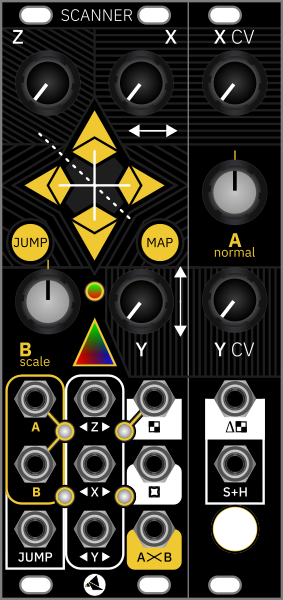 SCANNER
Z X X CV
JUMP MAP A
normal
B
scale Y Y CV
A Z Δ
B X S+H
JUMP Y A B